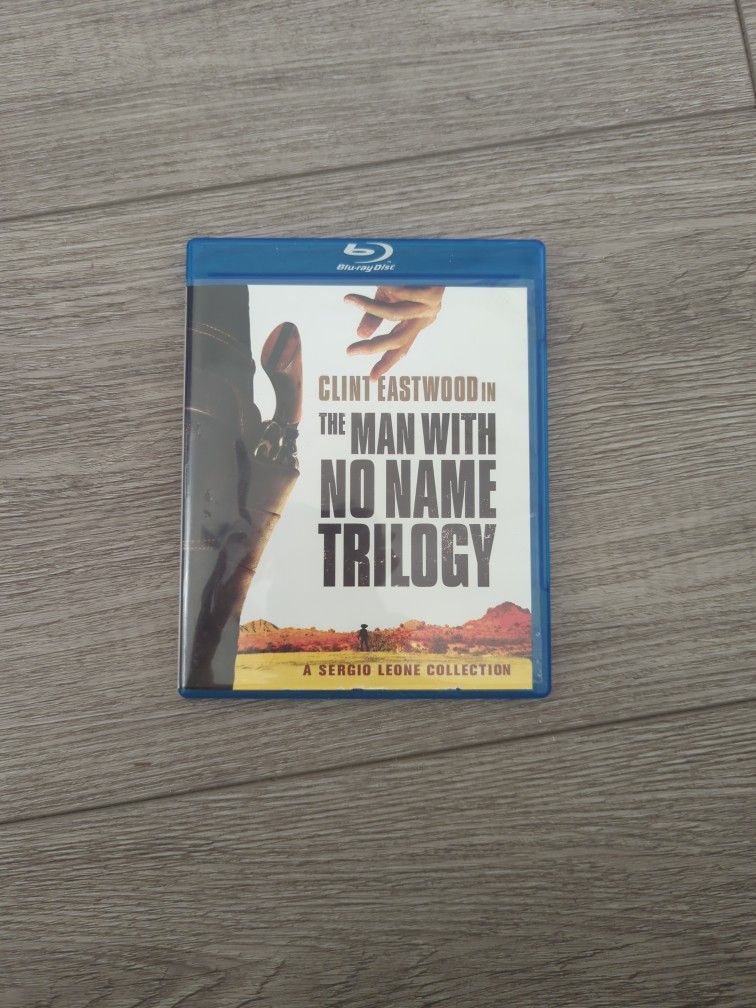 Blu-ray Disc
CLINT EASTWOOD IN
THE MAN WITH
NO NAME
TRILOGY
A SERGIO LEONE COLLECTION